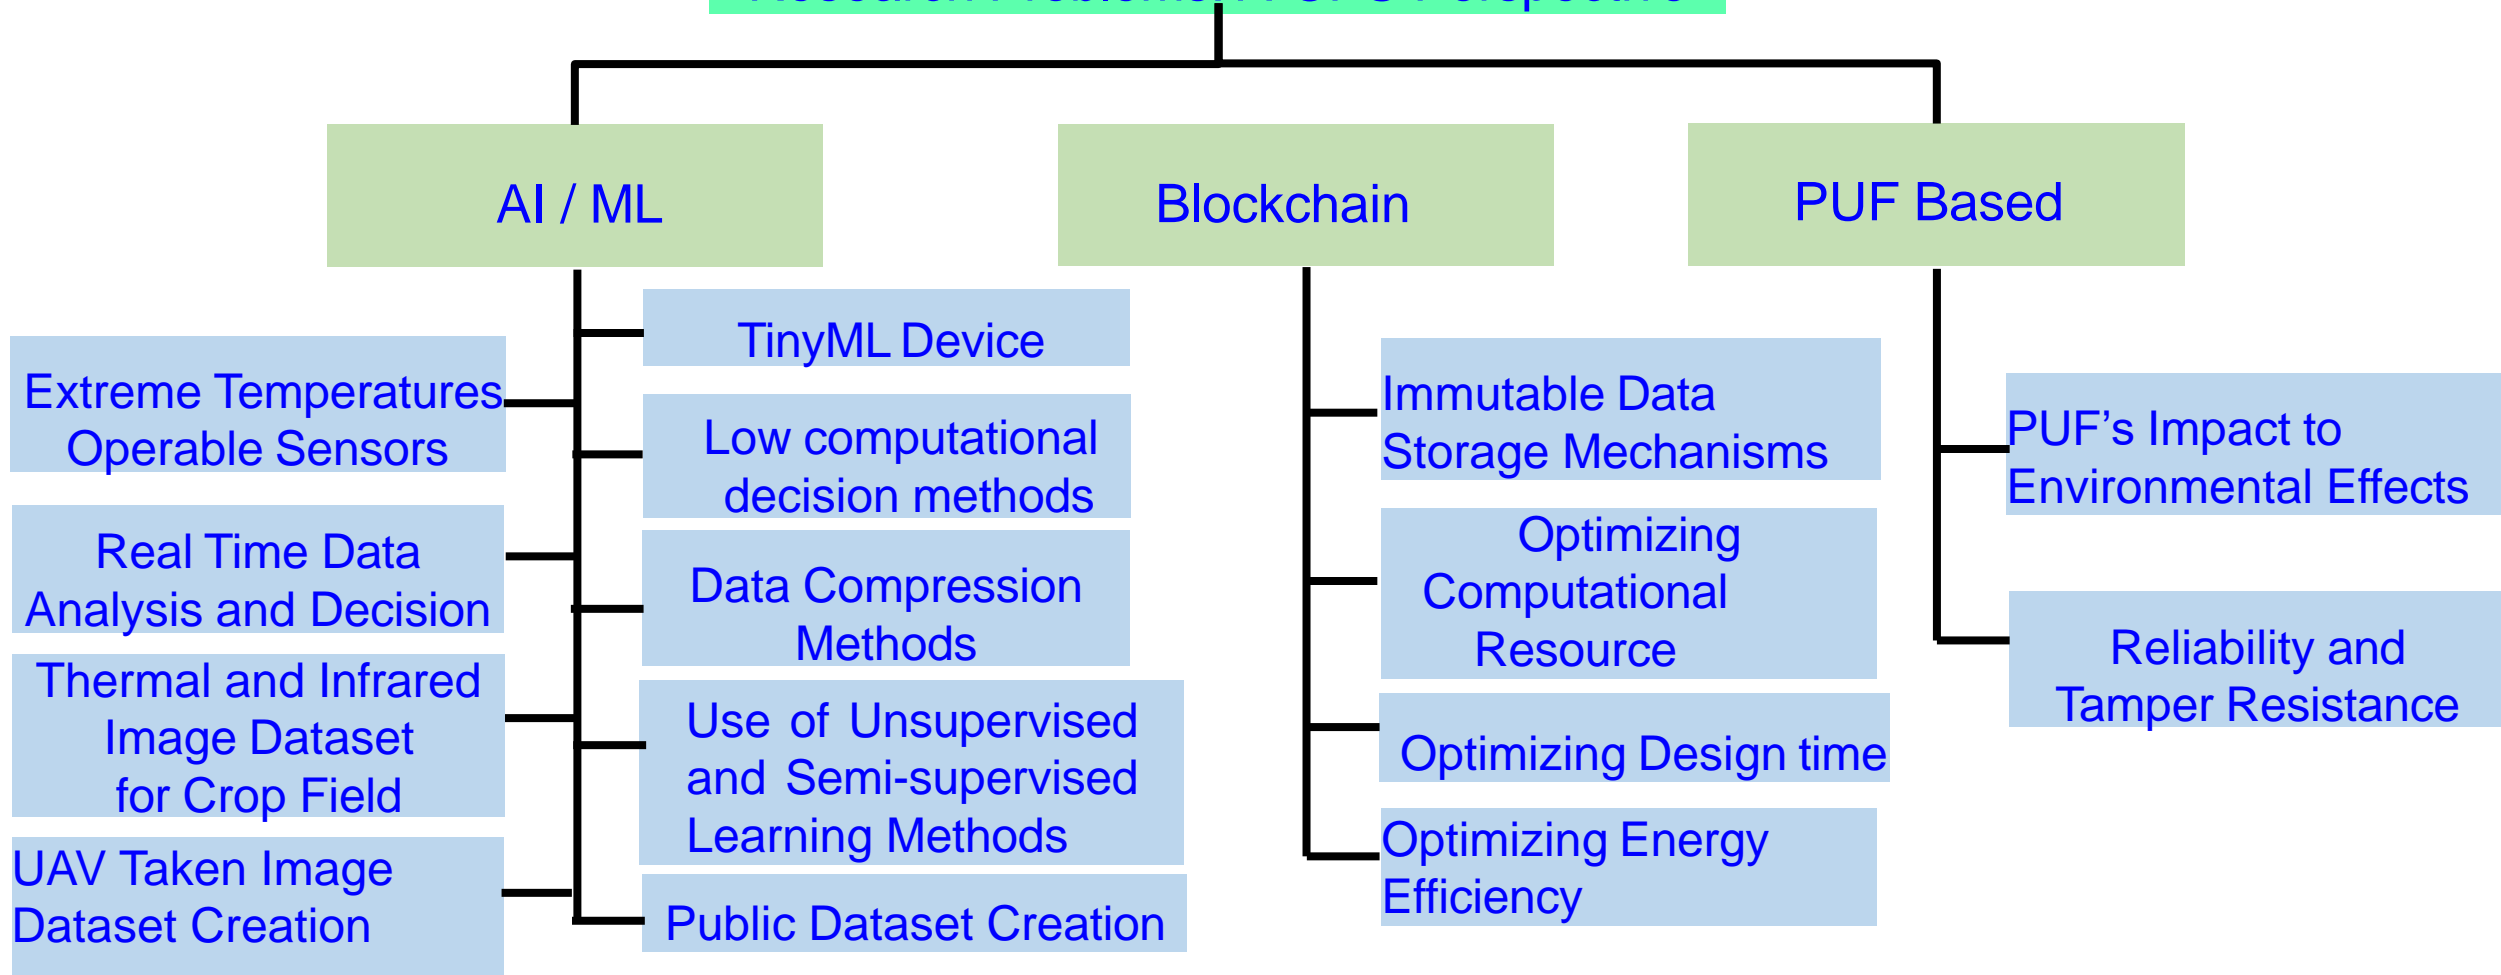 AI / ML
Blockchain
PUF Based
Extreme Temperatures
Operable Sensors
Real Time Data
Analysis and Decision
Thermal and Infrared
Image Dataset
for Crop Field
UAV Taken Image
Dataset Creation
TinyML Device
Low computational
decision methods
Data Compression
Methods
Use of Unsupervised
and Semi-supervised
Learning Methods
Public Dataset Creation
Immutable Data
Storage Mechanisms
Optimizing
Computational
Resource
Optimizing Design time
Optimizing Energy
Efficiency
PUF’s Impact to
Environmental Effects
Reliability and
Tamper Resistance